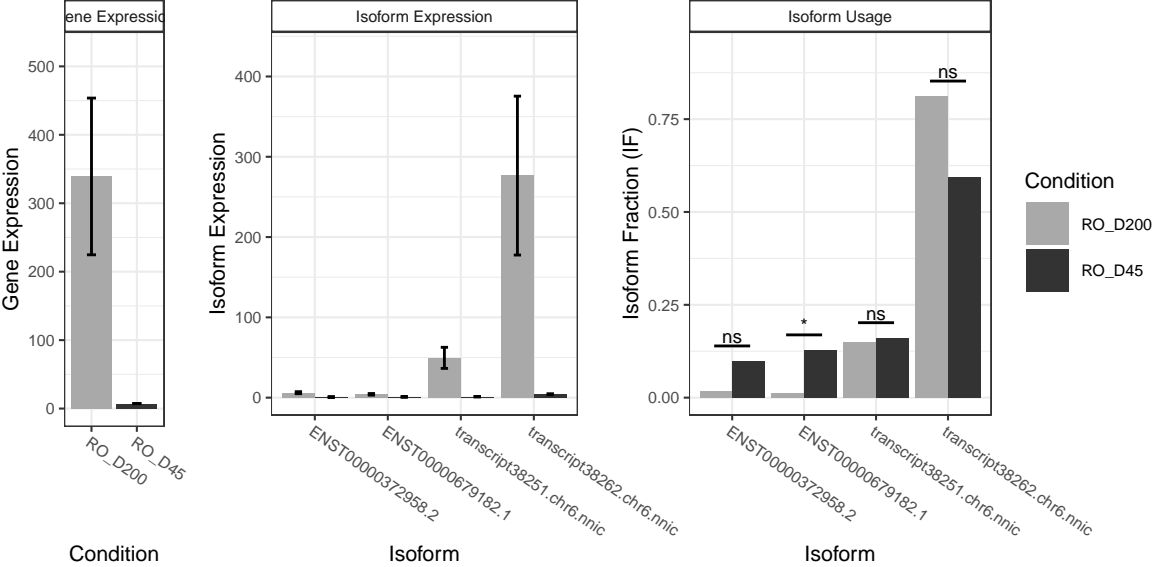 ene Expressio
Gene Expression
500
400
300
200
100
0
RO_D200
RO_D45
Condition
Isoform Expression
Isoform Expression
400
300
200
100
0
ENST00000372958.2
ENST00000679182.1
transcript38251.chr6.nnic
transcript38262.chr6.nnic
Isoform
Isoform Usage
Isoform Fraction (IF)
0.75
0.50
0.25
0.00
ns
*
ns
ns
ENST00000372958.2
ENST00000679182.1
transcript38251.chr6.nnic
transcript38262.chr6.nnic
Isoform
Condition
RO_D200
RO_D45